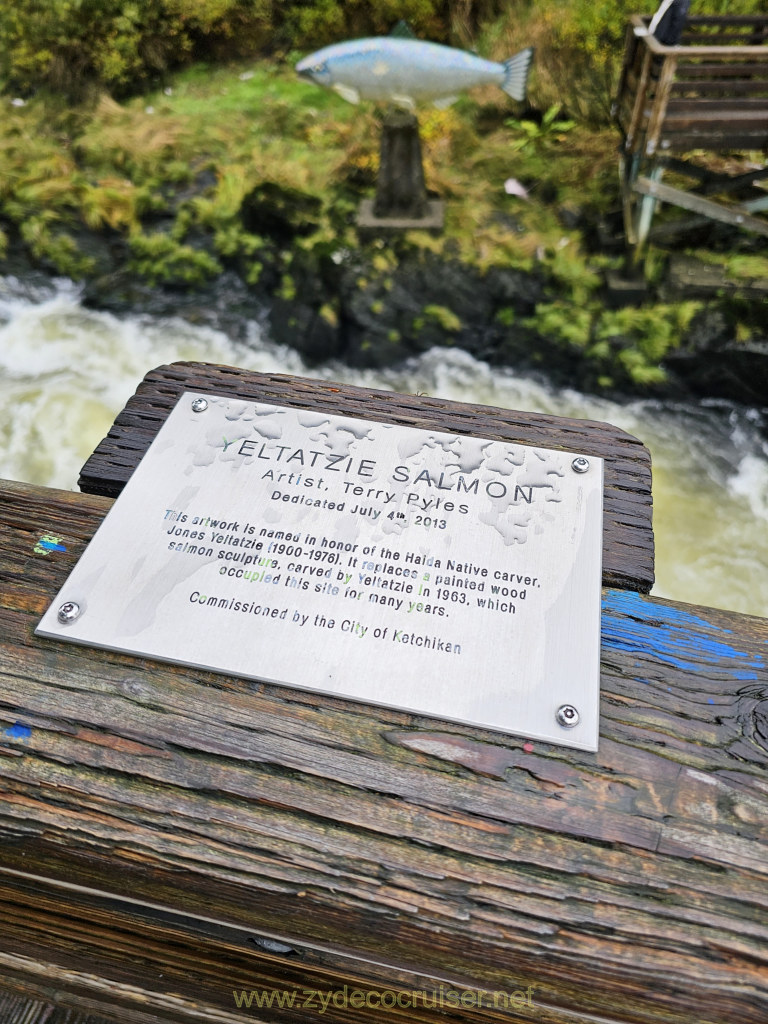 YELTATZIE SALMON
Artist, Terry Pyles
Dedicated July 4th 2013
This artwork is named in honor of the Haida Native carver,
Jones Yeltatzie (1900-1976). It replaces a painted wood
salmon sculpture, carved by Yeltatzie in 1963, which
occupied this site for many years.
Commissioned by the City of Ketchikan
www.zydecocruiser.net